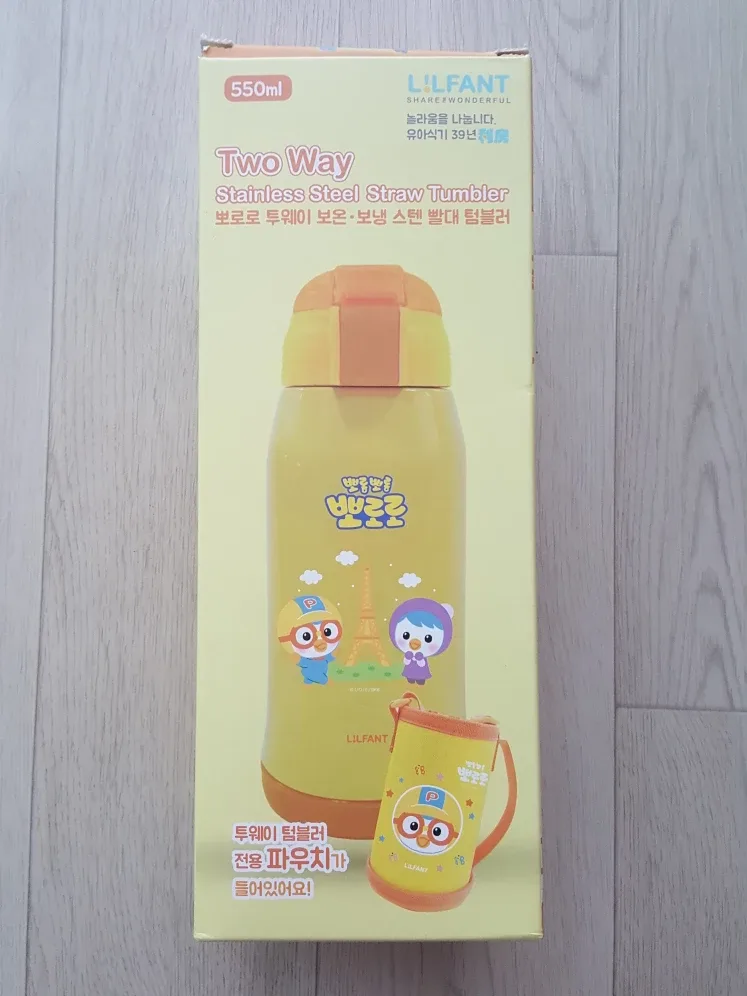 550ml
L!LFANT
SHARE WONDERFUL
놀라움을 나눕니다.
유아식기 39년
Two Way
Stainless Steel Straw Tumbler
뽀로로 투웨이 보온·보냉 스텐 빨대 텀블러
뽀롱뽀롱
뽀로로
P
L!LFANT
뽀로로
P
L!LFANT
투웨이 텀블러
전용 파우치가
들어있어요!